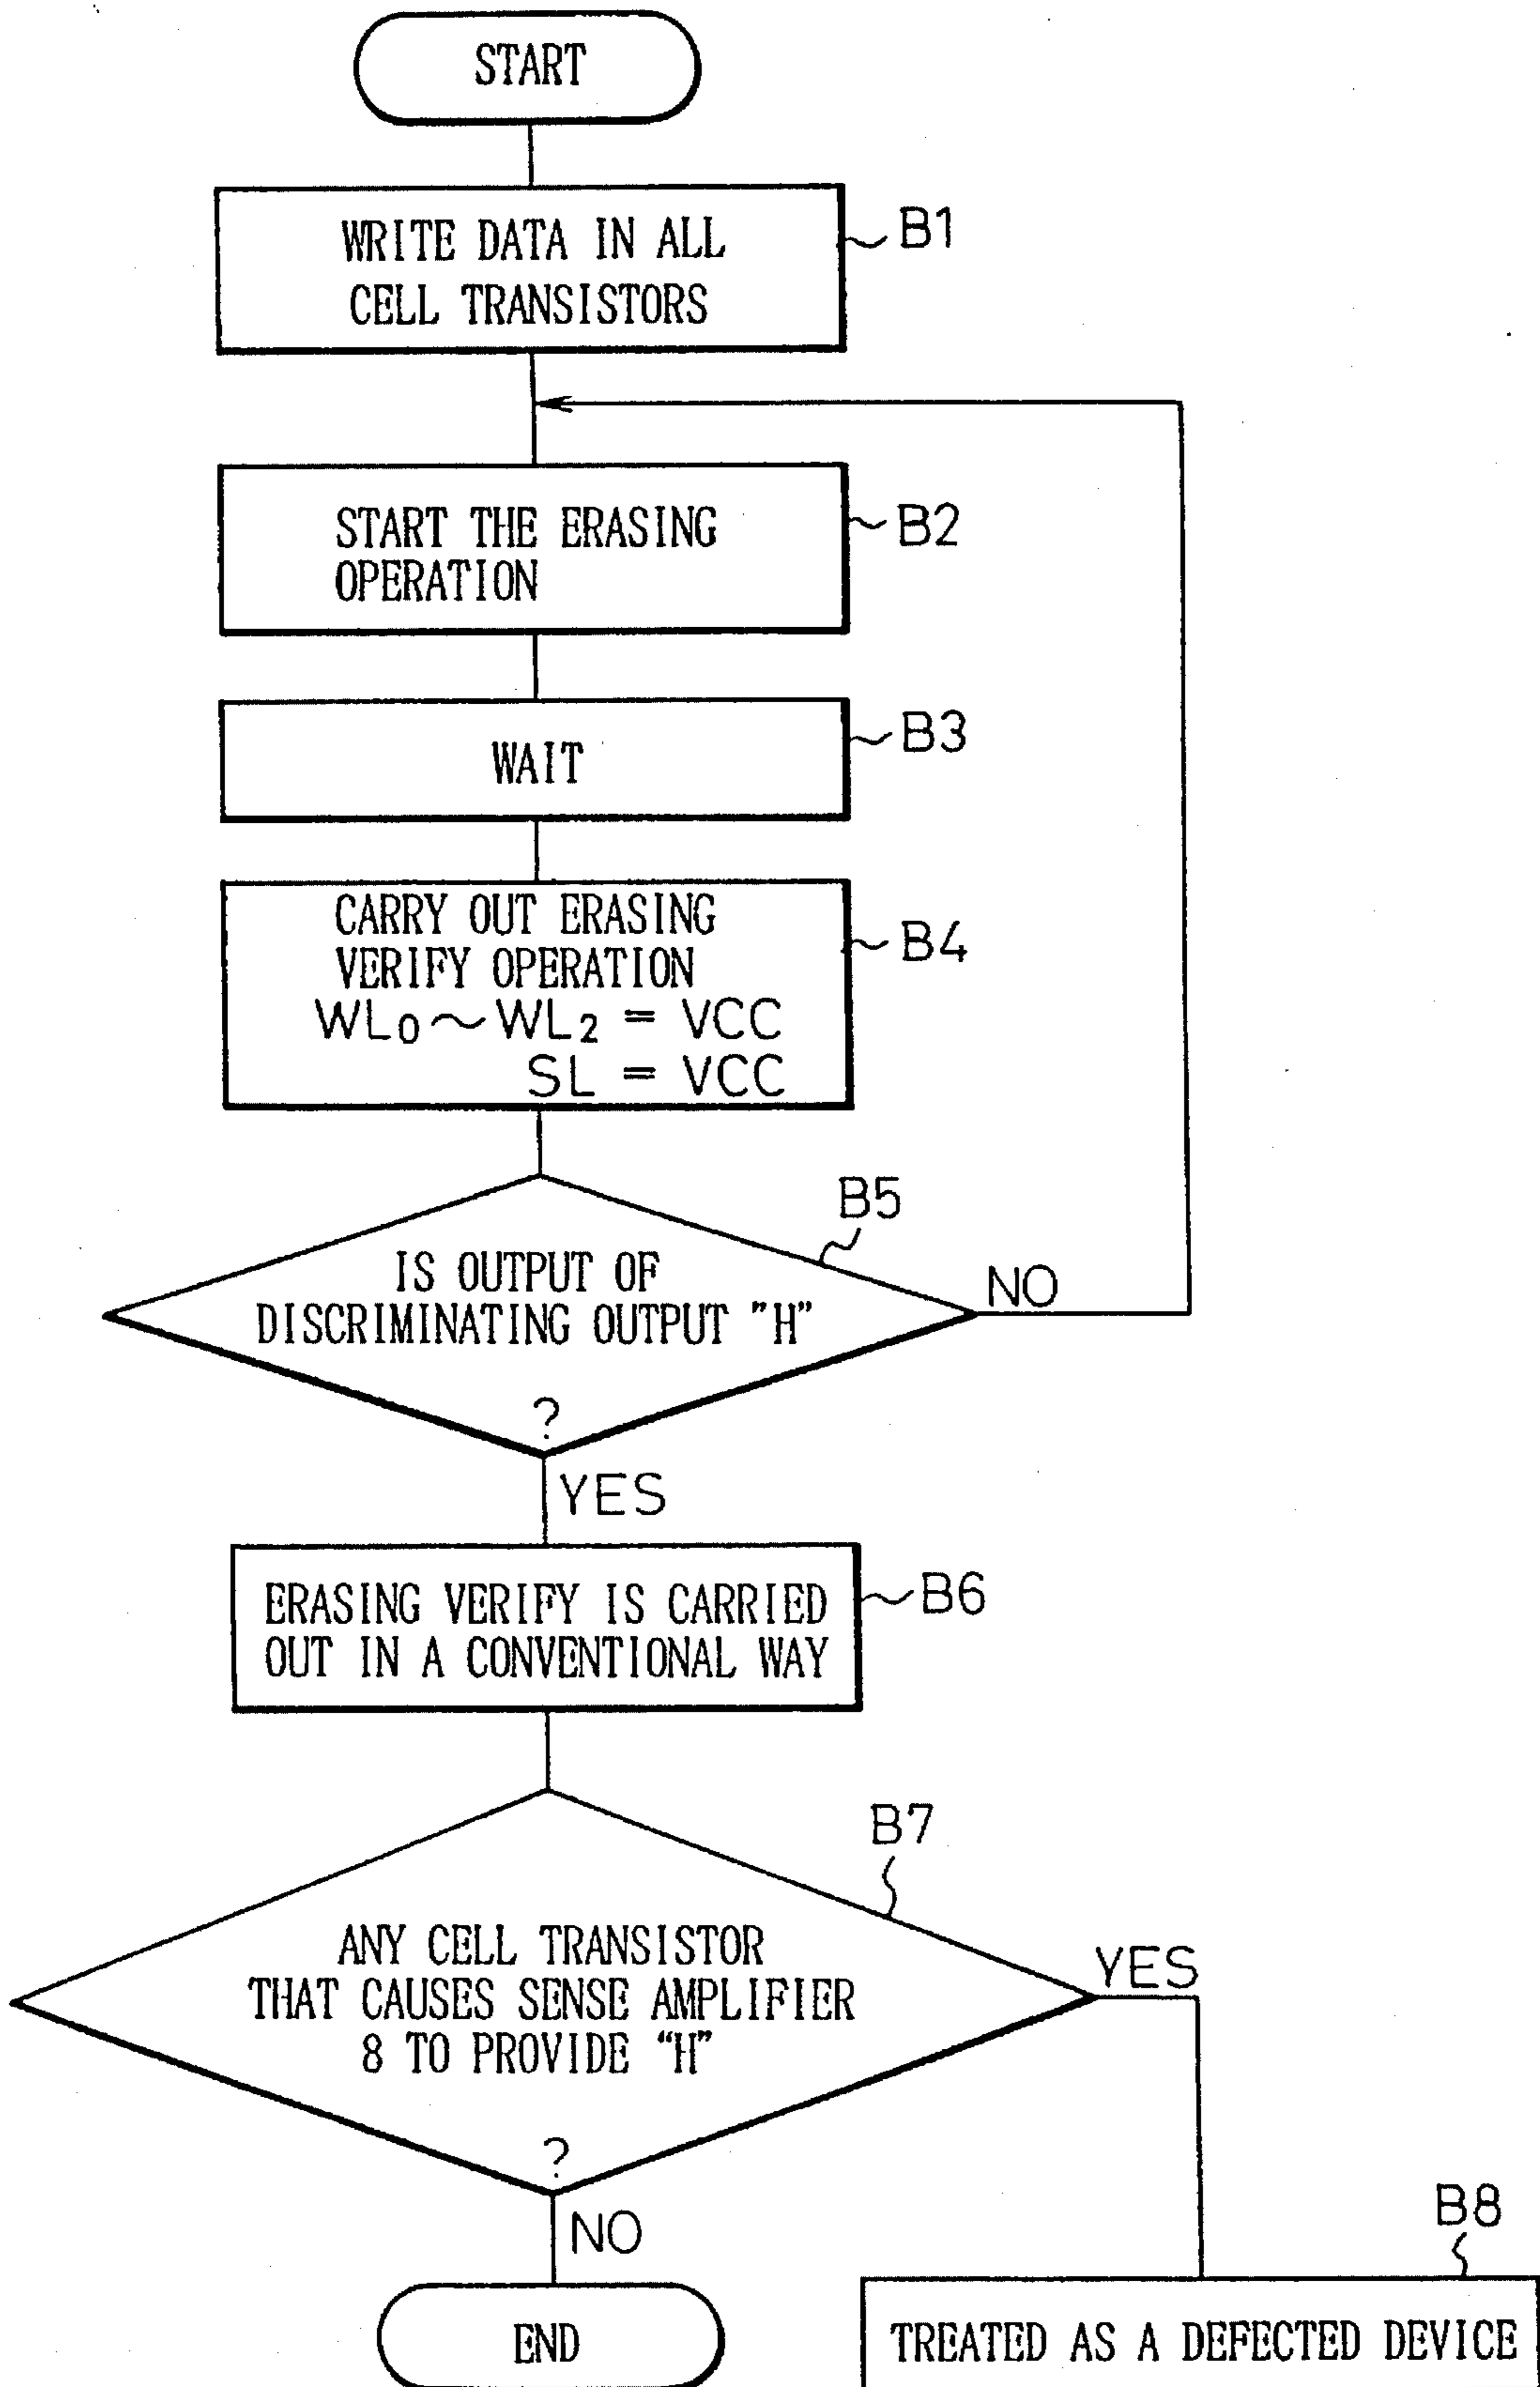 START
WRITE DATA IN ALL
CELL TRANSISTORS
B1
START THE ERASING
OPERATION
B2
WAIT
B3
CARRY OUT ERASING
VERIFY OPERATION
WL₀～WL₂ = VCC
SL = VCC
B4
B5
IS OUTPUT OF
DISCRIMINATING OUTPUT "H"
?
NO
YES
ERASING VERIFY IS CARRIED
OUT IN A CONVENTIONAL WAY
B6
B7
ANY CELL TRANSISTOR
THAT CAUSES SENSE AMPLIFIER
8 TO PROVIDE "H"
?
YES
NO
B8
END
TREATED AS A DEFECTED DEVICE